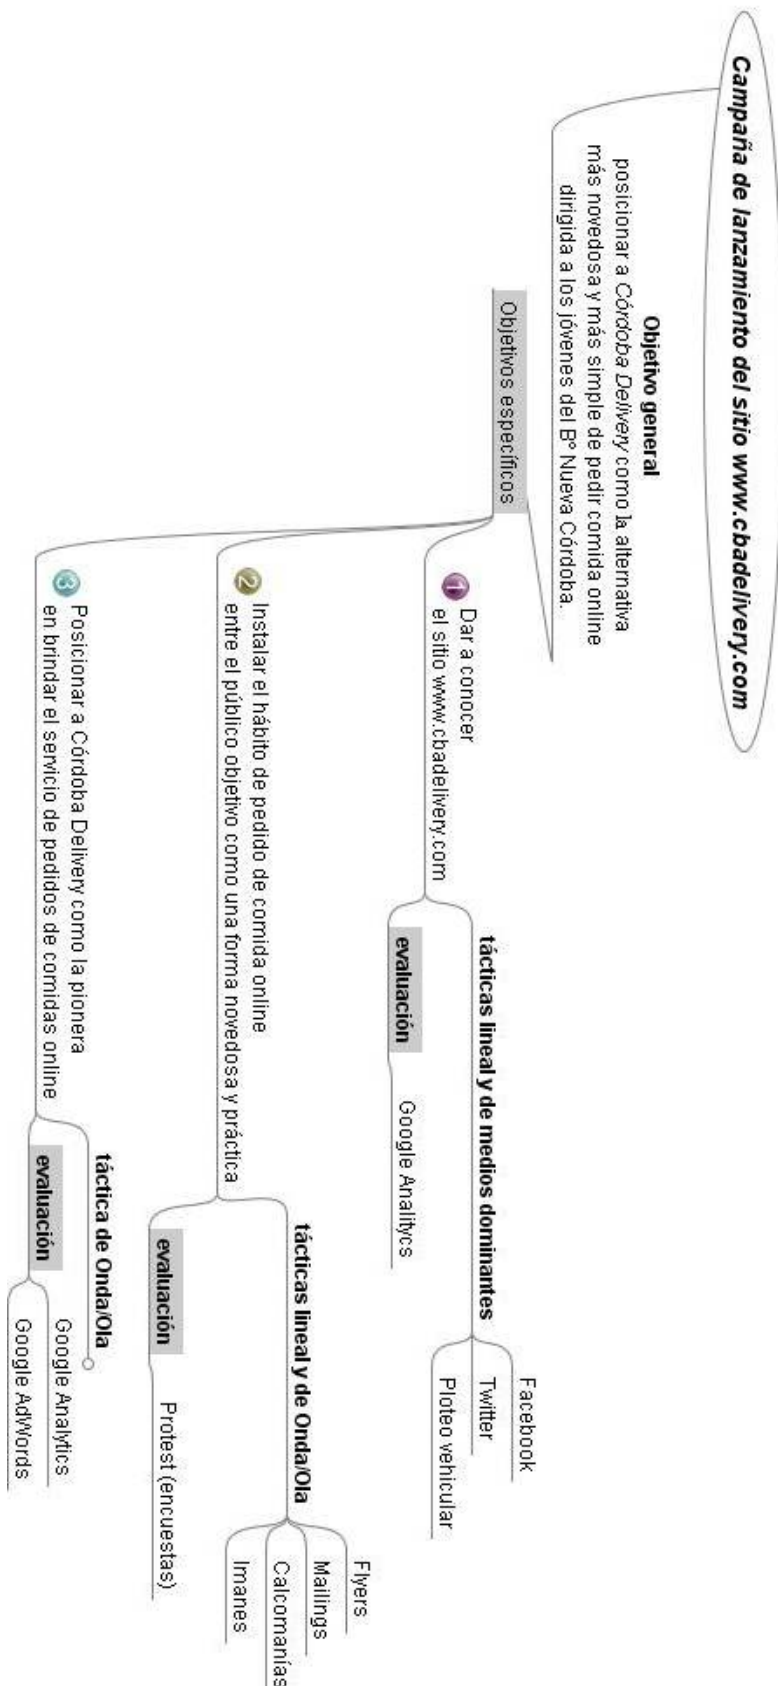 Campaña de lanzamiento del sitio www.cbadelivery.com
Objetivo general
posicionar a Córdoba Delivery como la alternativa
más novedosa y más simple de pedir comida online
dirigida a los jóvenes del Bº Nueva Córdoba.
Objetivos específicos
1 Dar a conocer
el sitio www.cbadelivery.com
tácticas lineal y de medios dominantes
Facebook
Twitter
Ploteo vehicular
evaluación
Google Analitycs
2 Instalar el hábito de pedido de comida online
entre el público objetivo como una forma novedosa y práctica
tácticas lineal y de Onda/Ola
Flyers
Mailings
Calcomanías
Imanes
evaluación
Protest (encuestas)
3 Posicionar a Córdoba Delivery como la pionera
en brindar el servicio de pedidos de comidas online
táctica de Onda/Ola
evaluación
Google Analytics
Google AdWords